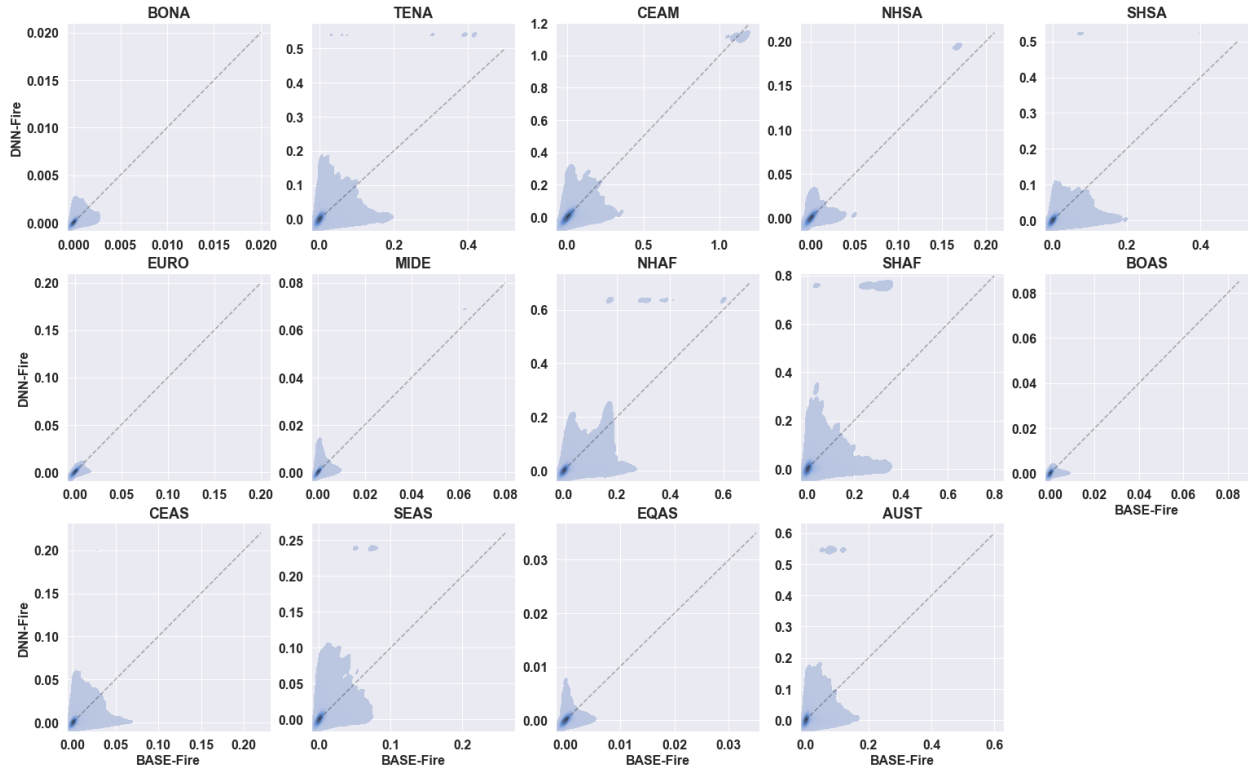 BONA
TENA
CEAM
NHSA
SHSA
DNN-Fire
0.020
0.015
0.010
0.005
0.000
0.000 0.005 0.010 0.015 0.020
0.5
0.4
0.3
0.2
0.1
0.0
0.0 0.2 0.4
1.2
1.0
0.8
0.6
0.4
0.2
0.0
0.0 0.5 1.0
0.20
0.15
0.10
0.05
0.00
0.00 0.05 0.10 0.15 0.20
0.5
0.4
0.3
0.2
0.1
0.0
0.0 0.2 0.4
EURO
MIDE
NHAF
SHAF
BOAS
DNN-Fire
0.20
0.15
0.10
0.05
0.00
0.00 0.05 0.10 0.15 0.20
0.08
0.06
0.04
0.02
0.00
0.00 0.02 0.04 0.06 0.08
0.6
0.4
0.2
0.0
0.0 0.2 0.4 0.6
0.8
0.6
0.4
0.2
0.0
0.0 0.2 0.4 0.6 0.8
0.08
0.06
0.04
0.02
0.00
0.00 0.02 0.04 0.06 0.08
BASE-Fire
CEAS
SEAS
EQAS
AUST
DNN-Fire
0.20
0.15
0.10
0.05
0.00
0.00 0.05 0.10 0.15 0.20
BASE-Fire
0.25
0.20
0.15
0.10
0.05
0.00
0.0 0.1 0.2
BASE-Fire
0.03
0.02
0.01
0.00
0.00 0.01 0.02 0.03
BASE-Fire
0.6
0.5
0.4
0.3
0.2
0.1
0.0
0.0 0.2 0.4 0.6
BASE-Fire